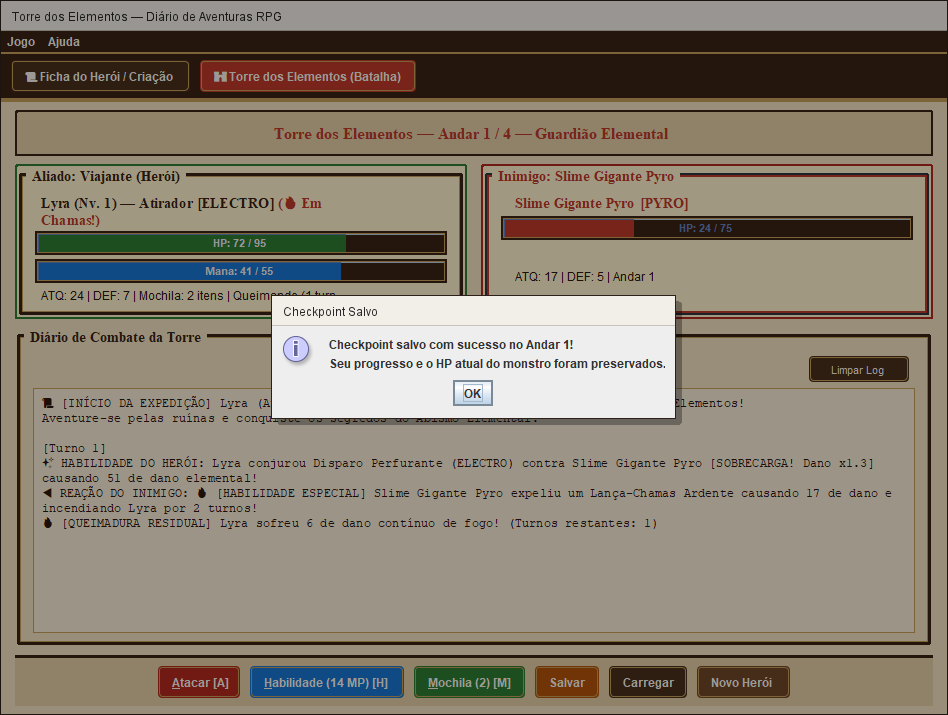 Torre dos Elementos — Diário de Aventuras RPG
Jogo Ajuda
Ficha do Herói / Criação
Torre dos Elementos (Batalha)
Torre dos Elementos — Andar 1 / 4 — Guardião Elemental
Aliado: Viajante (Herói)
Lyra (Nv. 1) — Atirador [ELECTRO] (🔥 Em
Chamas!)
HP: 72 / 95
Mana: 41 / 55
ATQ: 24 | DEF: 7 | Mochila: 2 itens | Queimando (1 turn
Inimigo: Slime Gigante Pyro
Slime Gigante Pyro [PYRO]
HP: 24 / 75
ATQ: 17 | DEF: 5 | Andar 1
Checkpoint Salvo
Checkpoint salvo com sucesso no Andar 1!
Seu progresso e o HP atual do monstro foram preservados.
OK
Diário de Combate da Torre
Limpar Log
[INÍCIO DA EXPEDIÇÃO] Lyra (A Elementos!
Aventure-se pelas ruínas e conquiste os segredos do Abismo Elemental.
[Turno 1]
HABILIDADE DO HERÓI: Lyra conjurou Disparo Perfurante (ELECTRO) contra Slime Gigante Pyro [SOBRECARGA! Dano x1.3]
causando 51 de dano elemental!
◀ REAÇÃO DO INIMIGO: 🔥 [HABILIDADE ESPECIAL] Slime Gigante Pyro expeliu um Lança-Chamas Ardente causando 17 de dano e
incendiando Lyra por 2 turnos!
🔥 [QUEIMADURA RESIDUAL] Lyra sofreu 6 de dano contínuo de fogo! (Turnos restantes: 1)
Atacar [A]
Habilidade (14 MP) [H]
Mochila (2) [M]
Salvar
Carregar
Novo Herói